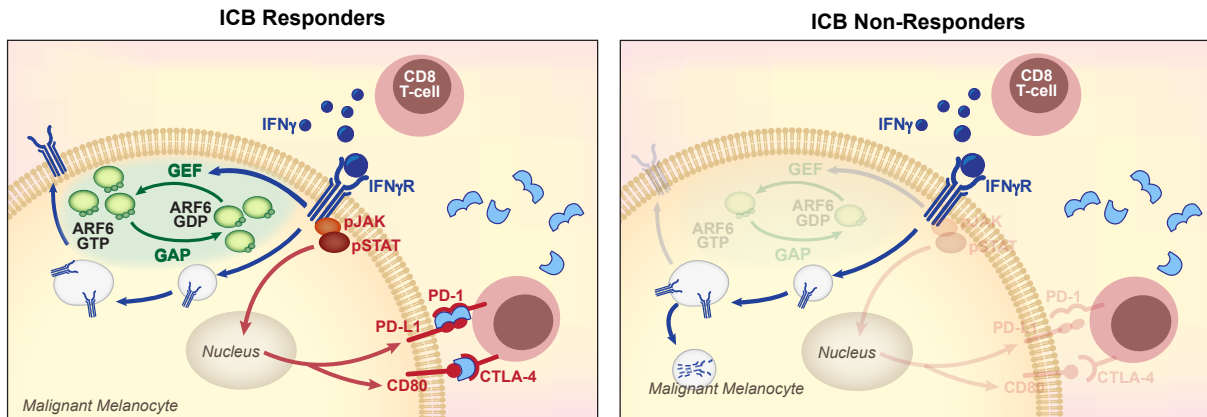 ICB Responders
CD8
T-cell
IFNγ
GEF
IFNγR
ARF6
GDP
ARF6
GTP
pJAK
pSTAT
GAP
PD-1
PD-L1
Nucleus
CD80
CTLA-4
Malignant Melanocyte
ICB Non-Responders
CD8
T-cell
IFNγ
GEF
IFNγR
ARF6
GDP
ARF6
GTP
pJAK
pSTAT
GAP
PD-1
PD-L1
Nucleus
CD80
CTLA-4
Malignant Melanocyte